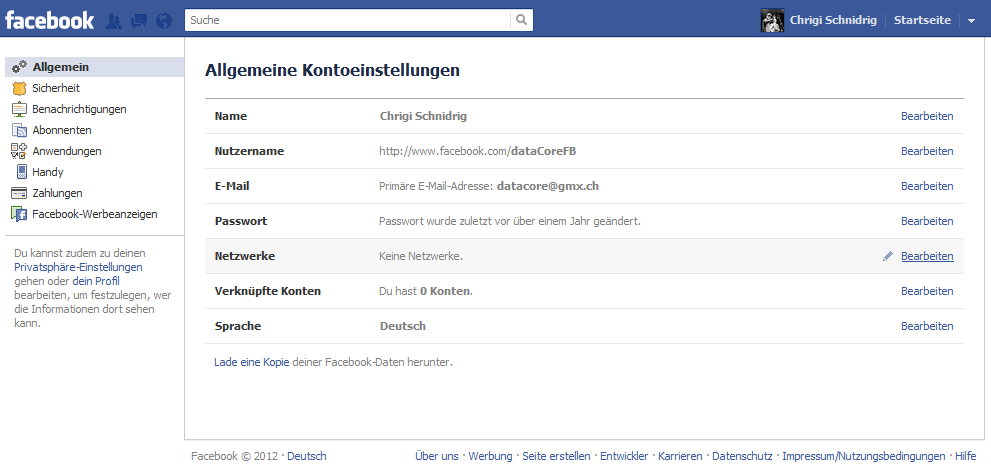 facebook Suche Chrigi Schnidrig Startseite
Allgemein
Sicherheit
Benachrichtigungen
Abonnenten
Anwendungen
Handy
Zahlungen
Facebook-Werbeanzeigen
Du kannst zudem zu deinen
Privatsphäre-Einstellungen
gehen oder dein Profil
bearbeiten, um festzulegen, wer
die Informationen dort sehen
kann.
Allgemeine Kontoeinstellungen
Name Chrigi Schnidrig Bearbeiten
Nutzername http://www.facebook.com/dataCoreFB Bearbeiten
E-Mail Primäre E-Mail-Adresse: datacore@gmx.ch Bearbeiten
Passwort Passwort wurde zuletzt vor über einem Jahr geändert. Bearbeiten
Netzwerke Keine Netzwerke. Bearbeiten
Verknüpfte Konten Du hast 0 Konten. Bearbeiten
Sprache Deutsch Bearbeiten
Lade eine Kopie deiner Facebook-Daten herunter.
Facebook © 2012 · Deutsch Über uns · Werbung · Seite erstellen · Entwickler · Karrieren · Datenschutz · Impressum/Nutzungsbedingungen · Hilfe